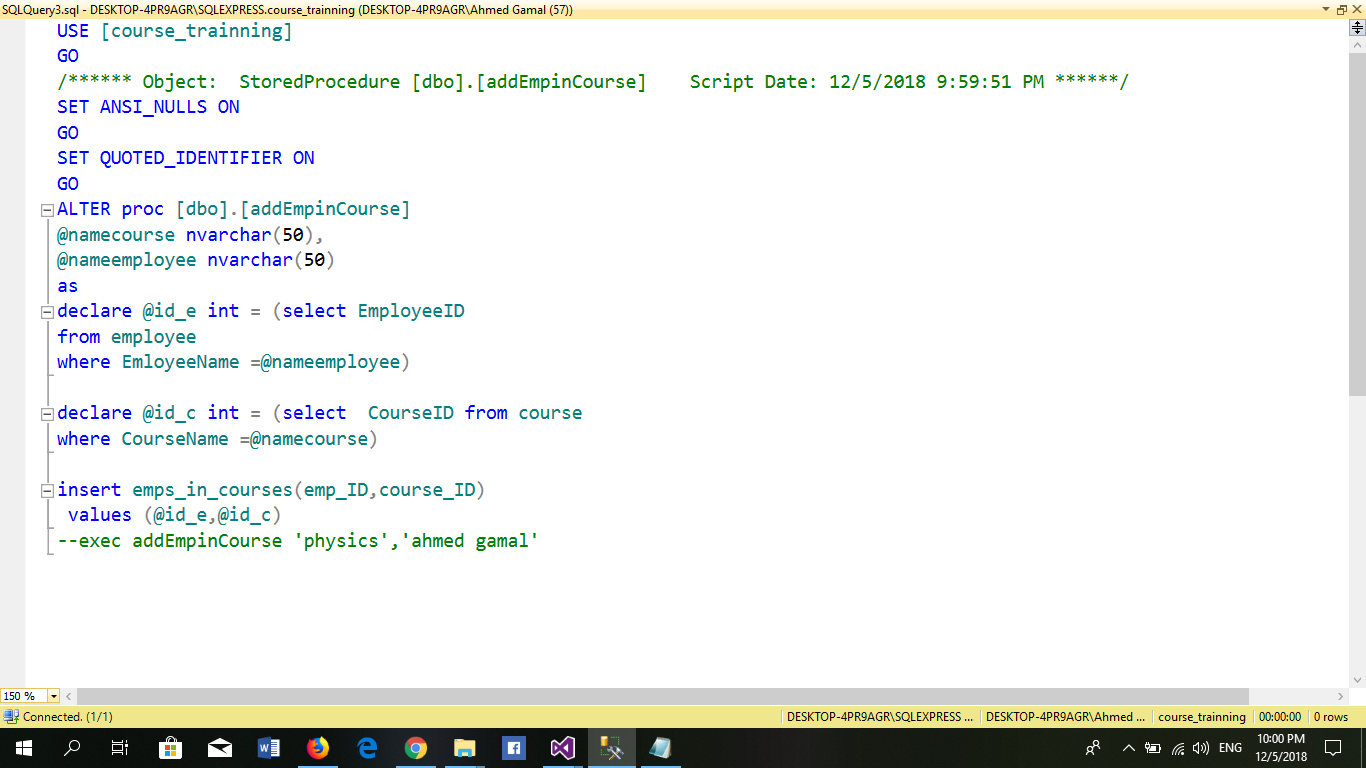 SQLQuery3.sql - DESKTOP-4PR9AGR\SQLEXPRESS.course_trainning (DESKTOP-4PR9AGR\Ahmed Gamal (57))
USE [course_trainning]
GO
/****** Object:  StoredProcedure [dbo].[addEmpinCourse]    Script Date: 12/5/2018 9:59:51 PM ******/
SET ANSI_NULLS ON
GO
SET QUOTED_IDENTIFIER ON
GO
ALTER proc [dbo].[addEmpinCourse]
@namecourse nvarchar(50),
@nameemployee nvarchar(50)
as
declare @id_e int = (select EmployeeID
from employee
where EmloyeeName =@nameemployee)
declare @id_c int = (select  CourseID from course
where CourseName =@namecourse)
insert emps_in_courses(emp_ID,course_ID)
 values (@id_e,@id_c)
--exec addEmpinCourse 'physics','ahmed gamal'
150 %
Connected. (1/1) DESKTOP-4PR9AGR\SQLEXPRESS ... DESKTOP-4PR9AGR\Ahmed ... course_trainning 00:00:00 0 rows
ENG 10:00 PM
12/5/2018